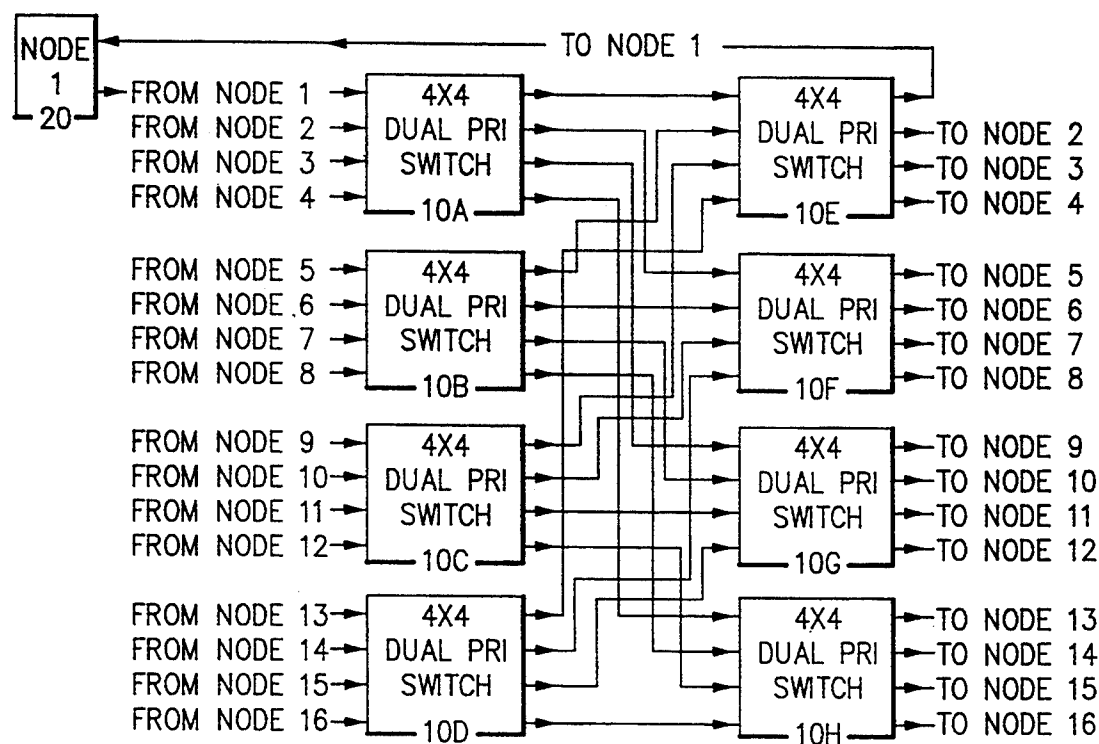 NODE
1
20
TO NODE 1
FROM NODE 1
FROM NODE 2
FROM NODE 3
FROM NODE 4
4X4
DUAL PRI
SWITCH
10A
4X4
DUAL PRI
SWITCH
10E
TO NODE 2
TO NODE 3
TO NODE 4
FROM NODE 5
FROM NODE 6
FROM NODE 7
FROM NODE 8
4X4
DUAL PRI
SWITCH
10B
4X4
DUAL PRI
SWITCH
10F
TO NODE 5
TO NODE 6
TO NODE 7
TO NODE 8
FROM NODE 9
FROM NODE 10
FROM NODE 11
FROM NODE 12
4X4
DUAL PRI
SWITCH
10C
4X4
DUAL PRI
SWITCH
10G
TO NODE 9
TO NODE 10
TO NODE 11
TO NODE 12
FROM NODE 13
FROM NODE 14
FROM NODE 15
FROM NODE 16
4X4
DUAL PRI
SWITCH
10D
4X4
DUAL PRI
SWITCH
10H
TO NODE 13
TO NODE 14
TO NODE 15
TO NODE 16